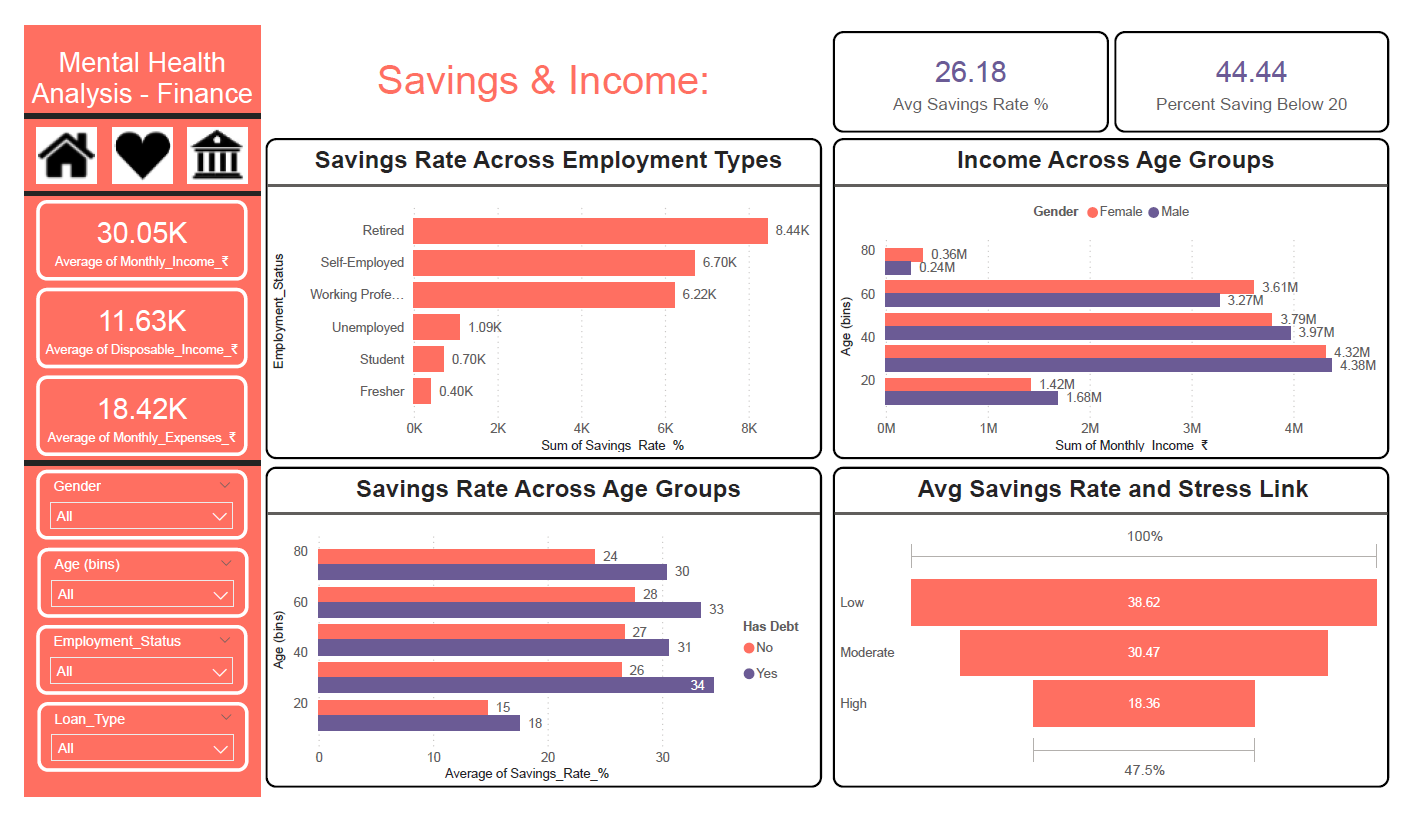 Mental Health
Analysis - Finance
30.05K
Average of Monthly_Income_₹
11.63K
Average of Disposable_Income_₹
18.42K
Average of Monthly_Expenses_₹
Gender
All
Age (bins)
All
Employment_Status
All
Loan_Type
All
Savings & Income:
26.18
Avg Savings Rate %
44.44
Percent Saving Below 20
Savings Rate Across Employment Types
Employment_Status
Retired 8.44K
Self-Employed 6.70K
Working Profe... 6.22K
Unemployed 1.09K
Student 0.70K
Fresher 0.40K
0K 2K 4K 6K 8K
Sum of Savings_Rate_%
Income Across Age Groups
Gender Female Male
Age (bins)
80 0.36M
0.24M
60 3.61M
3.27M
40 3.79M
3.97M
4.32M
4.38M
20 1.42M
1.68M
0M 1M 2M 3M 4M
Sum of Monthly_Income_₹
Savings Rate Across Age Groups
Age (bins)
80 24
30
60 28
33
40 27
31
26
34
20 15
18
0 10 20 30
Average of Savings_Rate_%
Has Debt
No
Yes
Avg Savings Rate and Stress Link
100%
Low 38.62
Moderate 30.47
High 18.36
47.5%